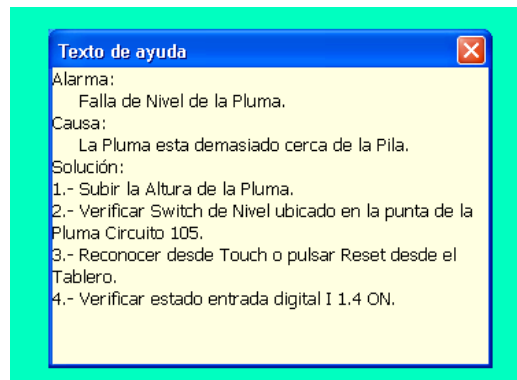 Texto de ayuda
Alarma:
Falla de Nivel de la Pluma.
Causa:
La Pluma esta demasiado cerca de la Pila.
Solución:
1.- Subir la Altura de la Pluma.
2.- Verificar Switch de Nivel ubicado en la punta de la
Pluma Circuito 105.
3.- Reconocer desde Touch o pulsar Reset desde el
Tablero.
4.- Verificar estado entrada digital I 1.4 ON.